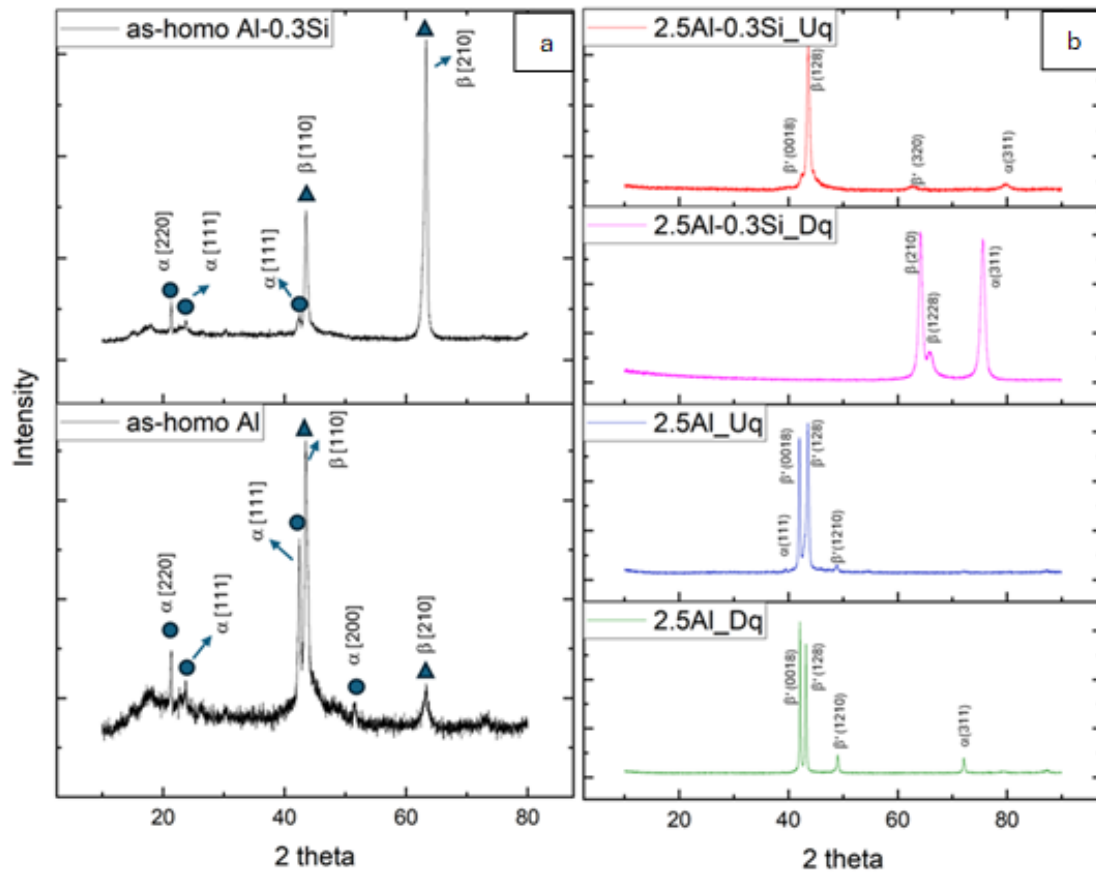 Intensity
as-homo Al-0.3Si
a
β [210]
β [110]
α [220]
α [111]
α [111]
as-homo Al
β [110]
α [111]
α [220]
α [111]
α [200]
β [210]
20
40
60
80
2 theta
2.5Al-0.3Si_Uq
b
β' (0018)
β (128)
β' (320)
α(311)
2.5Al-0.3Si_Dq
β (210)
β (1228)
α(311)
2.5Al_Uq
α(111)
β' (0018)
β' (128)
β' (1210)
2.5Al_Dq
β' (0018)
β' (128)
β' (1210)
α(311)
20
40
60
80
2 theta